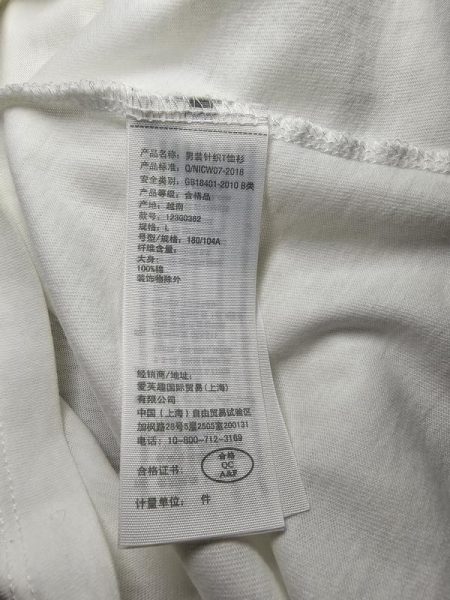 产品名称：男装针织T恤衫
产品标准：Q/NICW07-2018
安全类别：GB18401-2010 B类
产品等级：合格品
产地：越南
款号：12300382
规格：L
号型/规格：180/104A
纤维含量：
大身：
100%棉
装饰物除外
经销商/地址：
爱芙趣国际贸易(上海)
有限公司
中国（上海）自由贸易试验区
加枫路26号5层2505室200131
电话：10-800-712-3169
合格证书：
合格
QC
A&F
计量单位：件